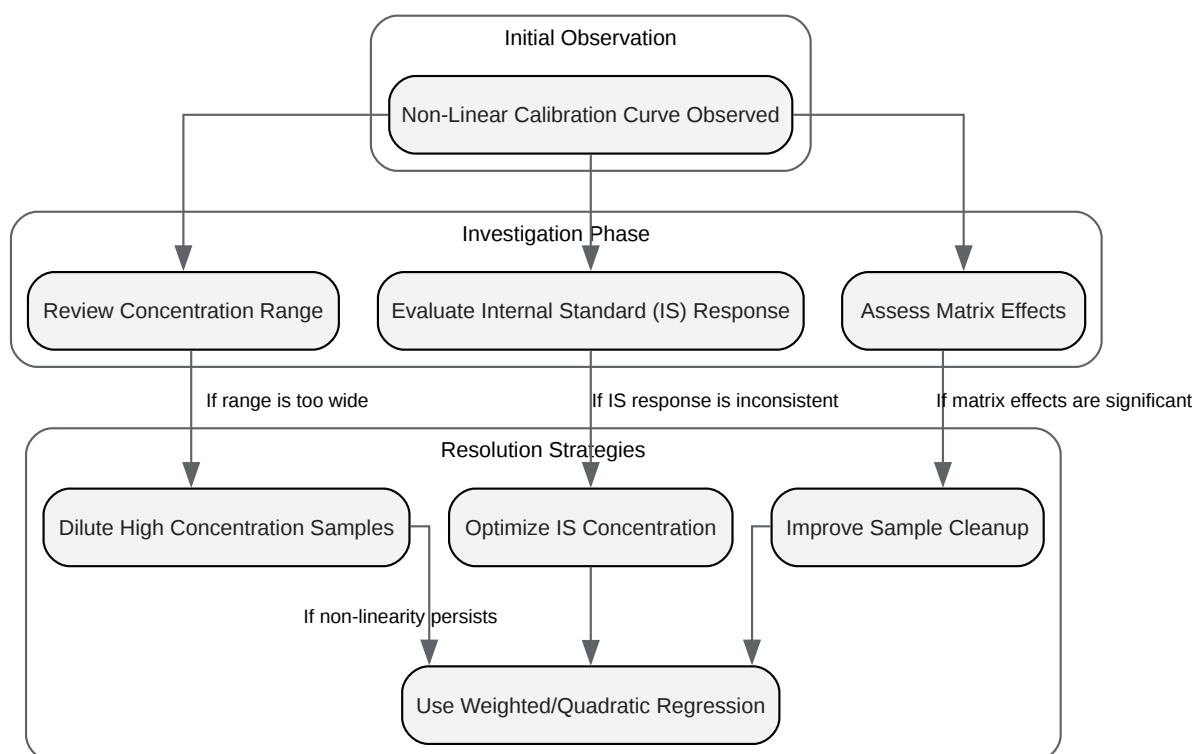 Initial Observation
Non-Linear Calibration Curve Observed
Investigation Phase
Review Concentration Range
Evaluate Internal Standard (IS) Response
Assess Matrix Effects
If range is too wide
If IS response is inconsistent
If matrix effects are significant
Resolution Strategies
Dilute High Concentration Samples
Optimize IS Concentration
Improve Sample Cleanup
If non-linearity persists
Use Weighted/Quadratic Regression